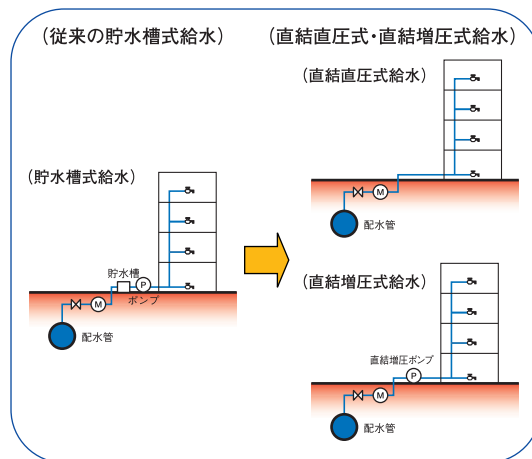 (従来の貯水槽式給水)
(直結直圧式・直結増圧式給水)
(貯水槽式給水)
貯水槽
P
ポンプ
M
配水管
(直結直圧式給水)
M
配水管
(直結増圧式給水)
直結増圧ポンプ
P
M
配水管